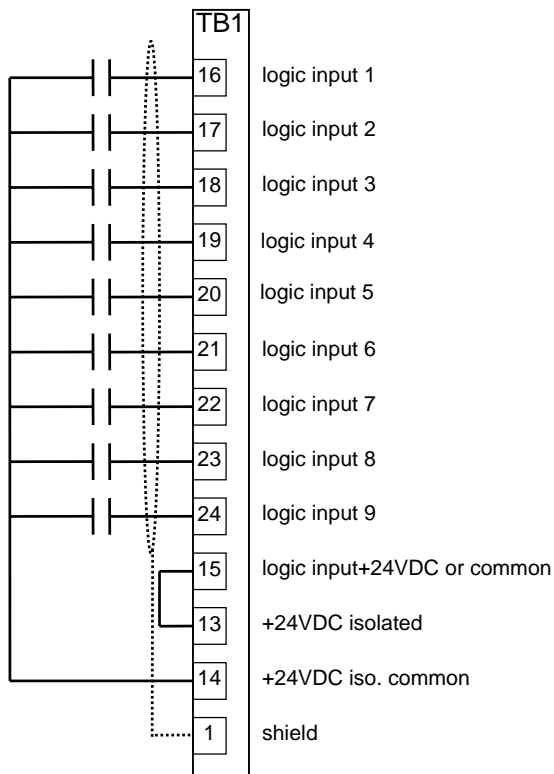 TB1
16 logic input 1
17 logic input 2
18 logic input 3
19 logic input 4
20 logic input 5
21 logic input 6
22 logic input 7
23 logic input 8
24 logic input 9
15 logic input+24VDC or common
13 +24VDC isolated
14 +24VDC iso. common
1 shield